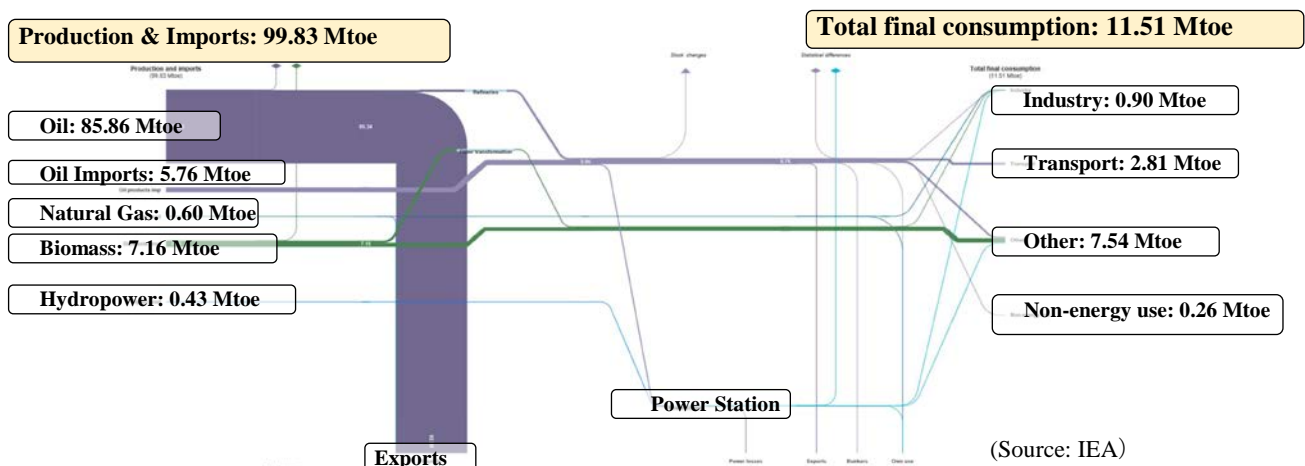 Production & Imports: 99.83 Mtoe
Total final consumption: 11.51 Mtoe
Stock changes
Statistical differences
Production and imports
Total final consumption
(11.51 Mtoe)
Industry: 0.90 Mtoe
Refineries
Oil: 85.86 Mtoe
Transport: 2.81 Mtoe
Oil Imports: 5.76 Mtoe
Oil products imp
Natural Gas: 0.60 Mtoe
Biomass: 7.16 Mtoe
Other: 7.54 Mtoe
Hydropower: 0.43 Mtoe
Non-energy use: 0.26 Mtoe
Power Station
Exports
(Source: IEA）
Power losses
Exports
Bunkers
Own use